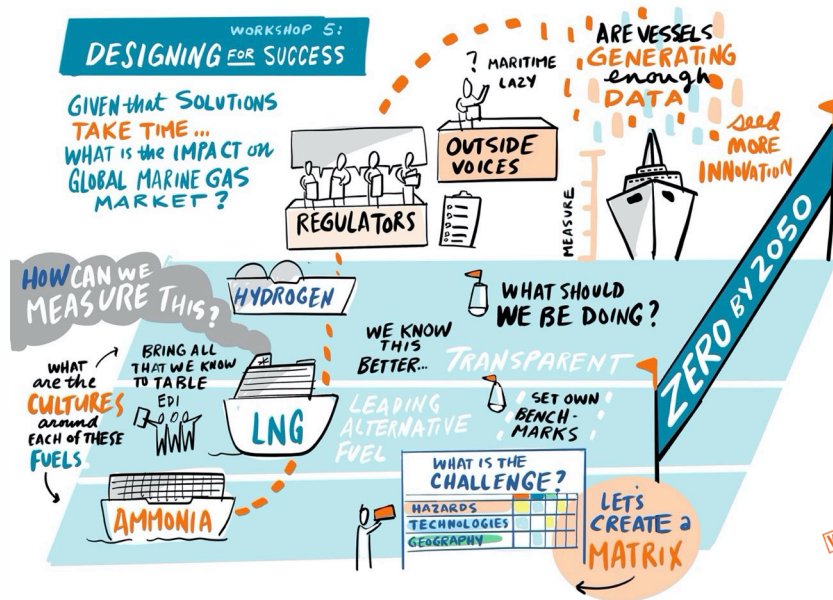 WORKSHOP 5:
DESIGNING FOR SUCCESS
GIVEN that SOLUTIONS
TAKE TIME...
WHAT is the IMPACT on
GLOBAL MARINE GAS
MARKET?
REGULATORS
? MARITIME
LAZY
OUTSIDE
VOICES
ARE VESSELS
GENERATING
enough
DATA
seed
MORE
INNOVATION
MEASURE
ZERO BY 2050
HOW CAN WE
MEASURE THIS?
HYDROGEN
WHAT SHOULD
WE BE DOING?
WE KNOW
THIS
BETTER...
TRANSPARENT
WHAT
are the
CULTURES
around
EACH OF THESE
FUELS
BRING ALL
THAT WE KNOW
TO TABLE
EDI
LNG
LEADING
ALTERNATIVE
FUEL
SET OWN
BENCH-
MARKS
AMMONIA
WHAT IS THE
CHALLENGE?
HAZARDS
TECHNOLOGIES
GEOGRAPHY
LET'S
CREATE a
MATRIX